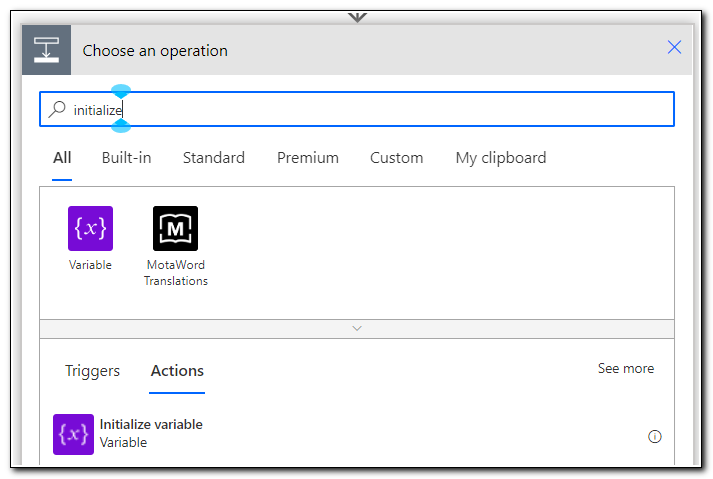 Choose an operation
initialize
All Built-in Standard Premium Custom My clipboard
{x} M
Variable MotaWord
Translations
Triggers Actions See more
{x} Initialize variable
Variable